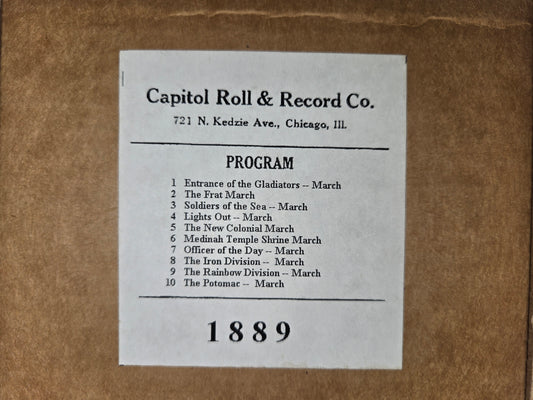 Capitol Roll & Record Co.
721 N. Kedzie Ave., Chicago, Ill.
PROGRAM
1 Entrance of the Gladiators -- March
2 The Frat March
3 Soldiers of the Sea -- March
4 Lights Out -- March
5 The New Colonial March
6 Medinah Temple Shrine March
7 Officer of the Day -- March
8 The Iron Division -- March
9 The Rainbow Division -- March
10 The Potomac -- March
1889